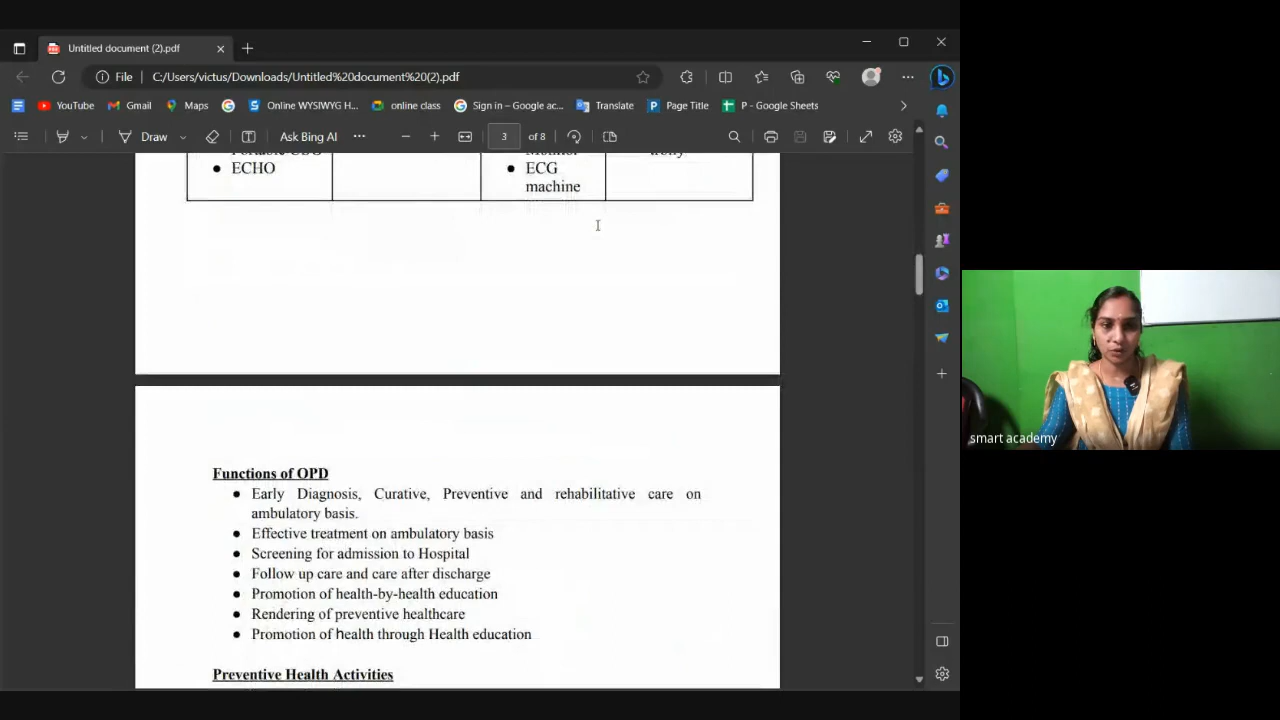 Untitled document (2).pdf
File C:/Users/victus/Downloads/Untitled%20document%20(2).pdf
YouTube Gmail Maps Online WYSIWYG H... online class Sign in – Google ac... Translate Page Title P - Google Sheets
Draw Ask Bing AI 3 of 8
ECHO
ECG
machine
Functions of OPD
● Early Diagnosis, Curative, Preventive and rehabilitative care on
ambulatory basis.
● Effective treatment on ambulatory basis
● Screening for admission to Hospital
● Follow up care and care after discharge
● Promotion of health-by-health education
● Rendering of preventive healthcare
● Promotion of health through Health education
Preventive Health Activities
smart academy